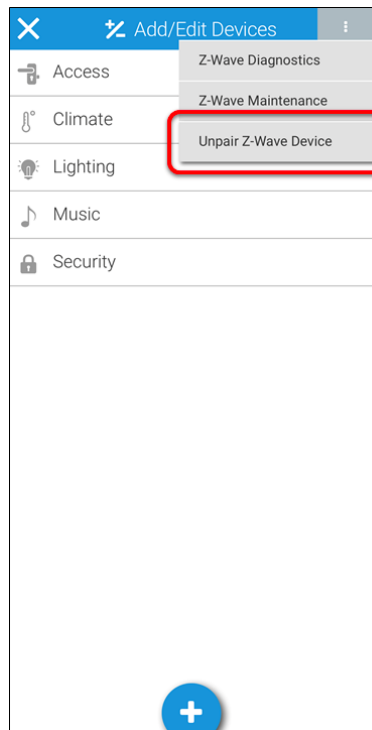 Add/Edit Devices
Z-Wave Diagnostics
Access
Z-Wave Maintenance
Climate
Unpair Z-Wave Device
Lighting
Music
Security